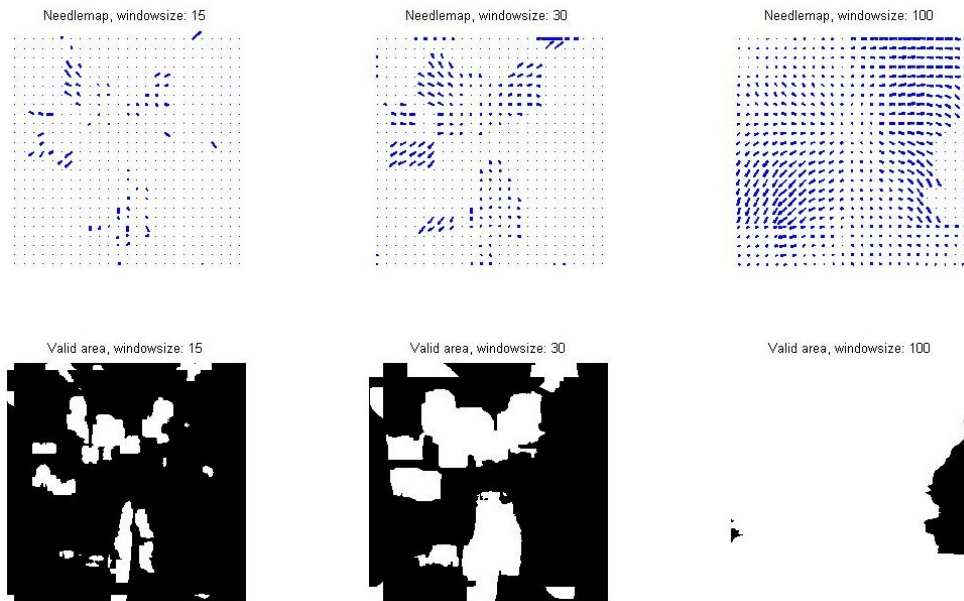 Needlemap, windowsize: 15
Needlemap, windowsize: 30
Needlemap, windowsize: 100
Valid area, windowsize: 15
Valid area, windowsize: 30
Valid area, windowsize: 100